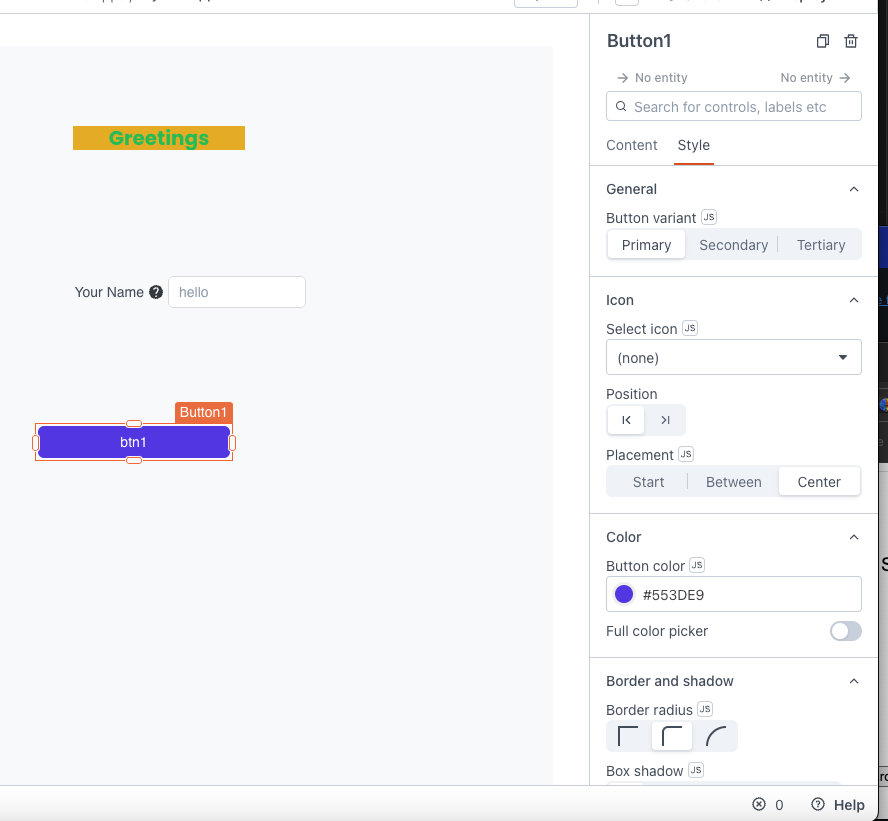 Button1
No entity
No entity
Search for controls, labels etc
Content Style
General
Button variant JS
Primary Secondary Tertiary
Icon
Select icon JS
(none)
Position
Placement JS
Start Between Center
Color
Button color JS
#553DE9
Full color picker
Border and shadow
Border radius JS
Box shadow JS
Greetings
Your Name ?
hello
Button1
btn1
0
Help